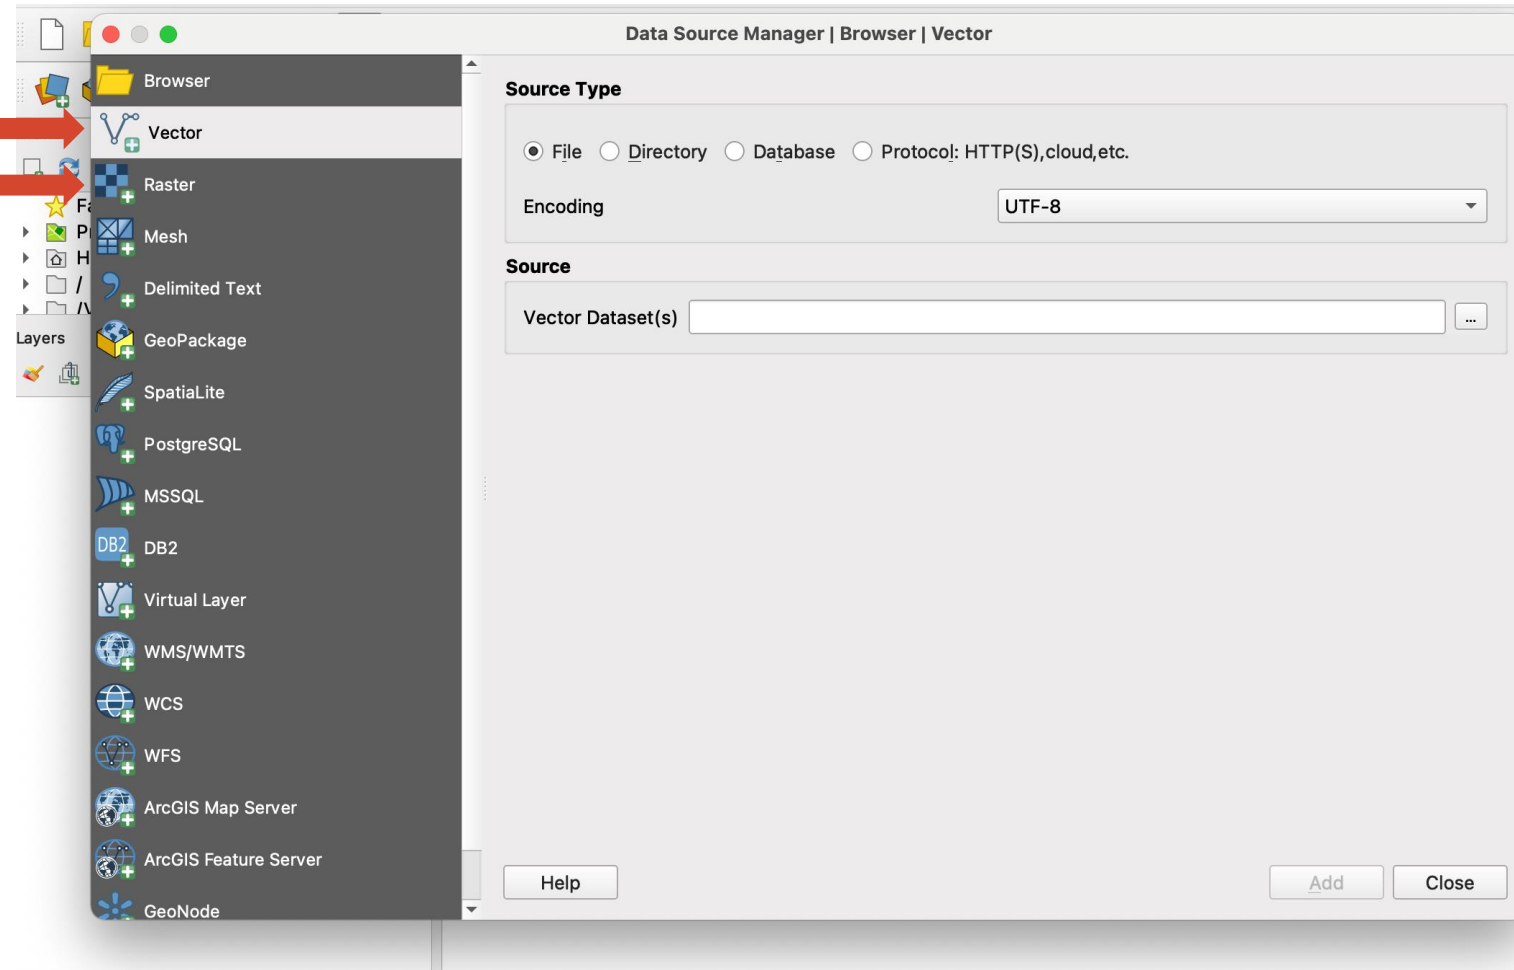 Data Source Manager | Browser | Vector
Browser
Vector
Raster
Mesh
Delimited Text
GeoPackage
SpatiaLite
PostgreSQL
MSSQL
DB2
DB2
Virtual Layer
WMS/WMTS
WCS
WFS
ArcGIS Map Server
ArcGIS Feature Server
GeoNode
Source Type
File
Directory
Database
Protocol: HTTP(S),cloud,etc.
Encoding
UTF-8
Source
Vector Dataset(s)
...
Help
Add
Close
Layers
/